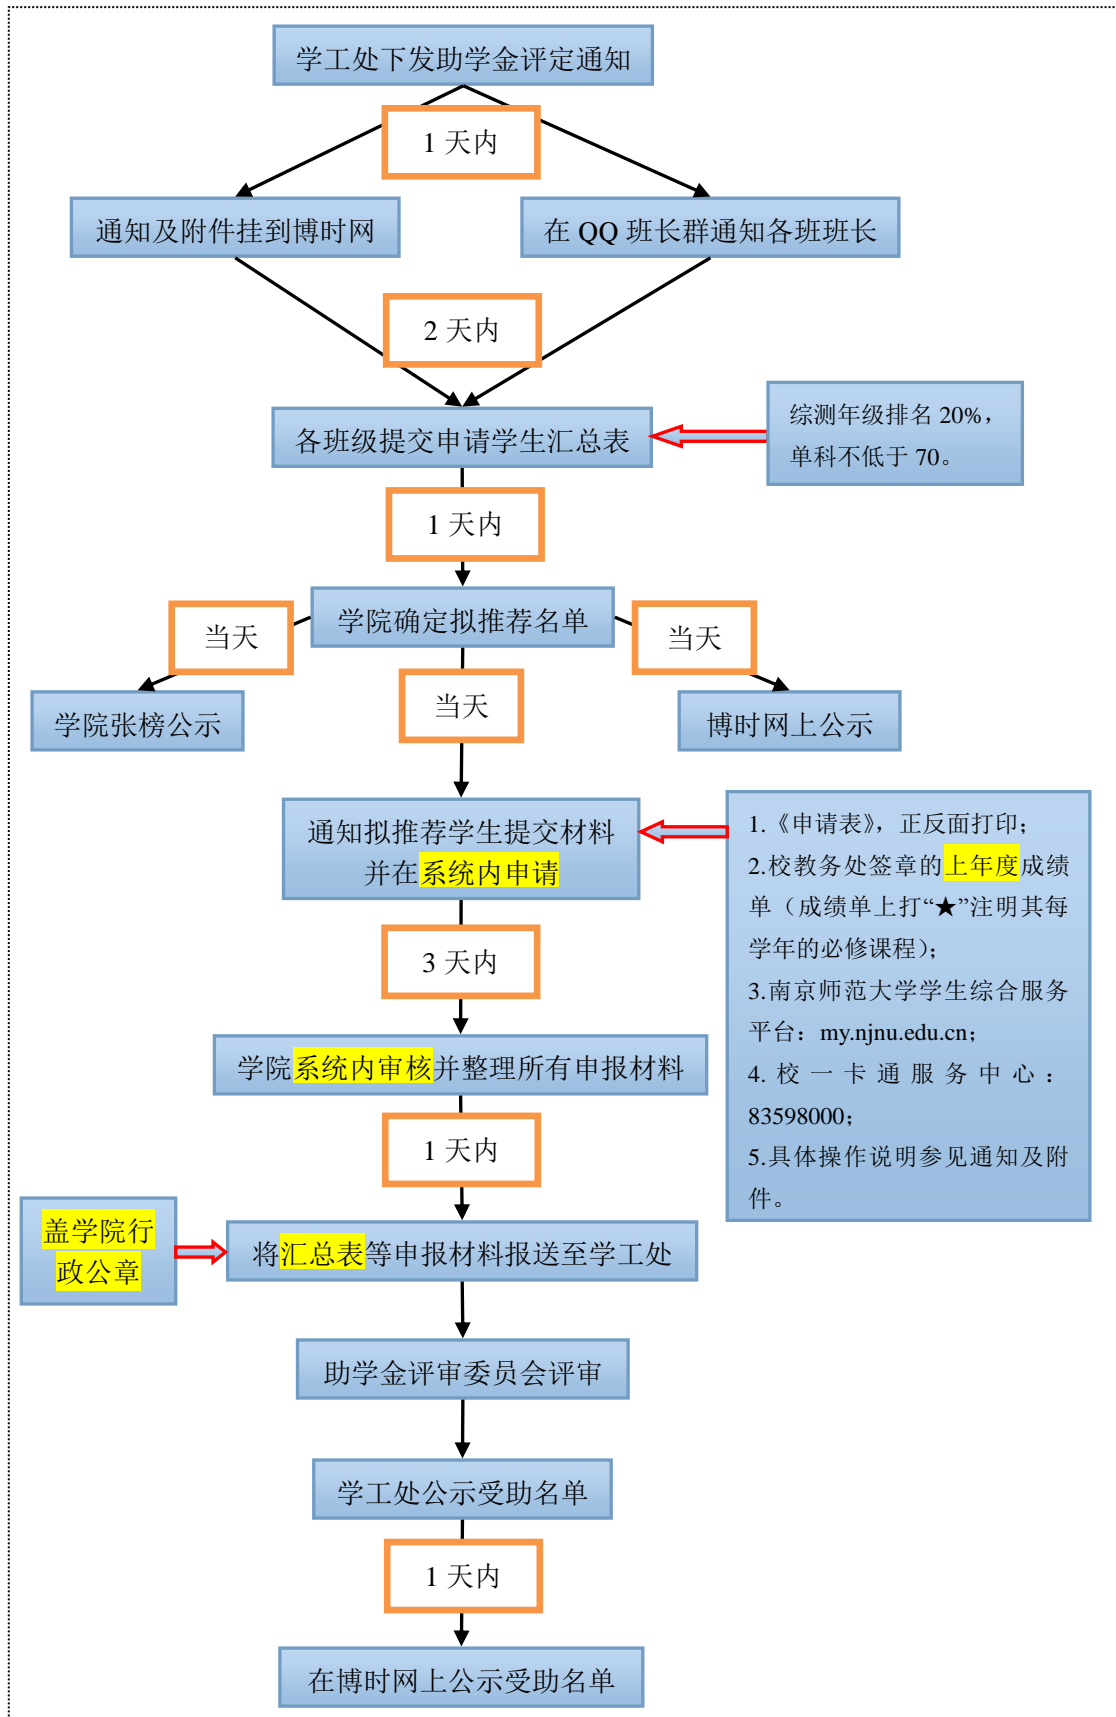 学工处下发助学金评定通知
1 天内
通知及附件挂到博时网
在 QQ 班长群通知各班班长
2 天内
各班级提交申请学生汇总表
综测年级排名 20%，
单科不低于 70。
1 天内
学院确定拟推荐名单
当天
当天
当天
学院张榜公示
博时网上公示
通知拟推荐学生提交材料
并在系统内申请
1.《申请表》，正反面打印；
2.校教务处签章的上年度成绩
单（成绩单上打“★”注明其每
学年的必修课程）；
3.南京师范大学学生综合服务
平台：my.njnu.edu.cn；
4. 校一卡通服务中心：
83598000；
5.具体操作说明参见通知及附
件。
3 天内
学院系统内审核并整理所有申报材料
1 天内
盖学院行
政公章
将汇总表等申报材料报送至学工处
助学金评审委员会评审
学工处公示受助名单
1 天内
在博时网上公示受助名单